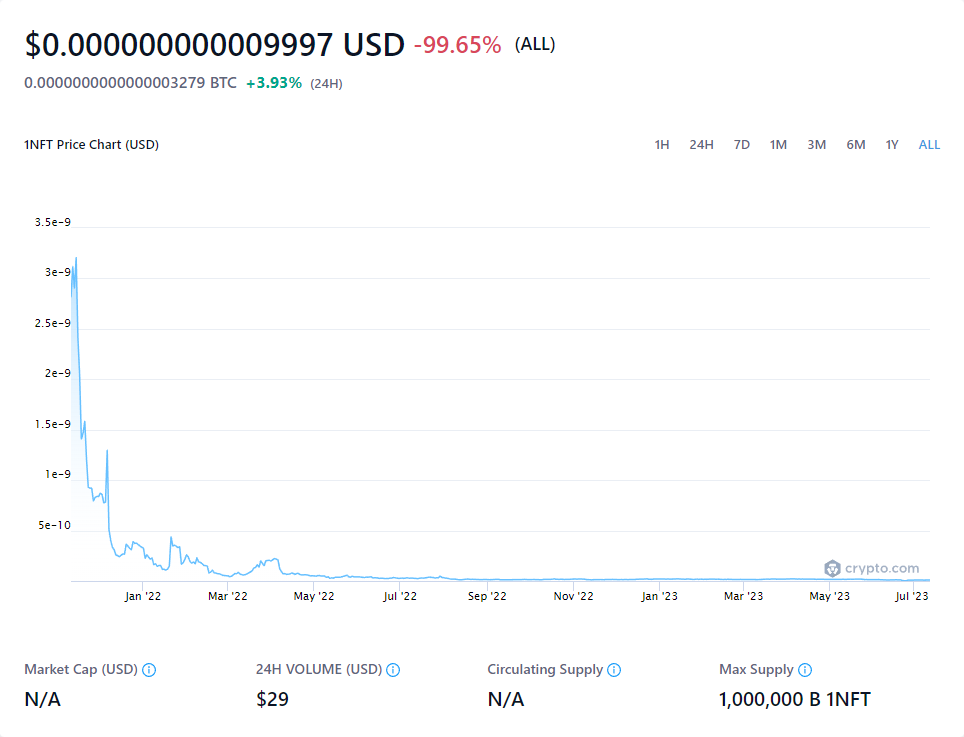 $0.000000000009997 USD -99.65% (ALL)
0.0000000000000003279 BTC +3.93% (24H)
1NFT Price Chart (USD) 1H 24H 7D 1M 3M 6M 1Y ALL
3.5e-9
3e-9
2.5e-9
2e-9
1.5e-9
1e-9
5e-10
crypto.com
Jan '22 Mar '22 May '22 Jul '22 Sep '22 Nov '22 Jan '23 Mar '23 May '23 Jul '23
Market Cap (USD) 24H VOLUME (USD) Circulating Supply Max Supply
N/A $29 N/A 1,000,000 B 1NFT